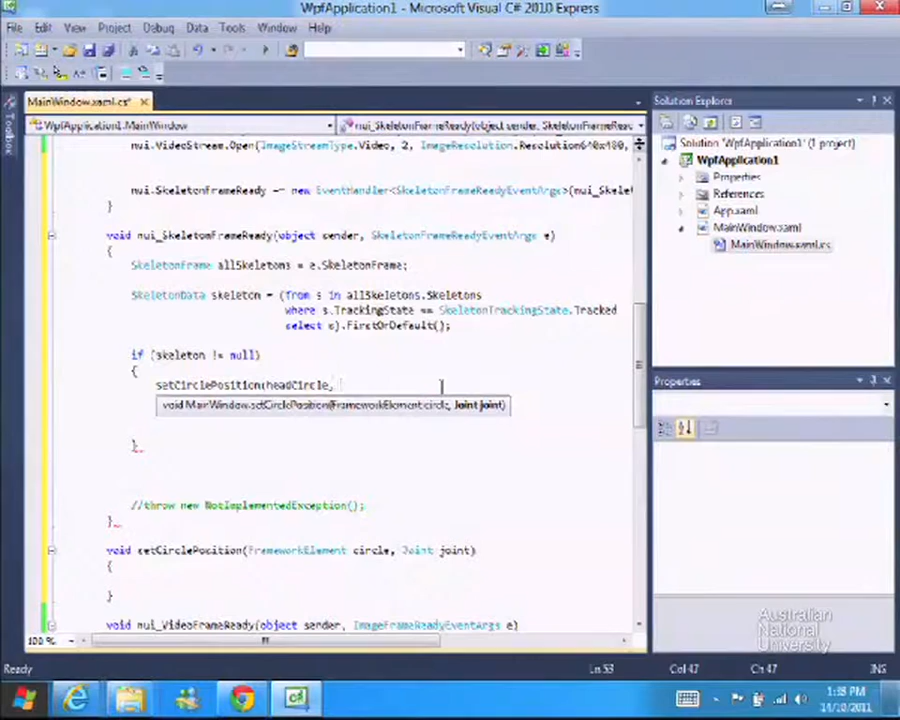 WpfApplication1 - Microsoft Visual C# 2010 Express
File Edit View Project Debug Data Tools Window Help
MainWindow.xaml.cs*
WpfApplication1.MainWindow
nui_SkeletonFrameReady(object sender, SkeletonFrameRea
nui.VideoStream.Open(ImageStreamType.Video, 2, ImageResolution.Resolution640x480,
nui.SkeletonFrameReady += new EventHandler<SkeletonFrameReadyEventArgs>(nui_Skelet
}
void nui_SkeletonFrameReady(object sender, SkeletonFrameReadyEventArgs e)
{
SkeletonFrame allSkeletons = e.SkeletonFrame;
SkeletonData skeleton = (from s in allSkeletons.Skeletons
where s.TrackingState == SkeletonTrackingState.Tracked
select s).FirstOrDefault();
if (skeleton != null)
{
setCirclePosition(headCircle,
void MainWindow.setCirclePosition(FrameworkElement circle, Joint joint)
}
//throw new NotImplementedException();
}
void setCirclePosition(FrameworkElement circle, Joint joint)
{
}
void nui_VideoFrameReady(object sender, ImageFrameReadyEventArgs e)
100 %
Toolbox
Solution Explorer
Solution 'WpfApplication1' (1 project)
WpfApplication1
Properties
References
App.xaml
MainWindow.xaml
MainWindow.xaml.cs
Properties
Australian
National
University
Ready
Ln 53
Col 47
Ch 47
INS
1:35 PM
14/10/2011